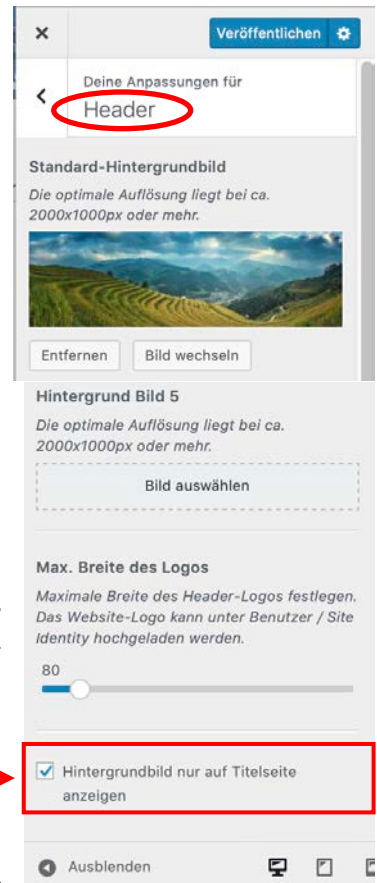 Veröffentlichen
Deine Anpassungen für
Header
Standard-Hintergrundbild
Die optimale Auflösung liegt bei ca.
2000x1000px oder mehr.
Entfernen Bild wechseln
Hintergrund Bild 5
Die optimale Auflösung liegt bei ca.
2000x1000px oder mehr.
Bild auswählen
Max. Breite des Logos
Maximale Breite des Header-Logos festlegen.
Das Website-Logo kann unter Benutzer / Site
Identity hochgeladen werden.
80
Hintergrundbild nur auf Titelseite
anzeigen
Ausblenden